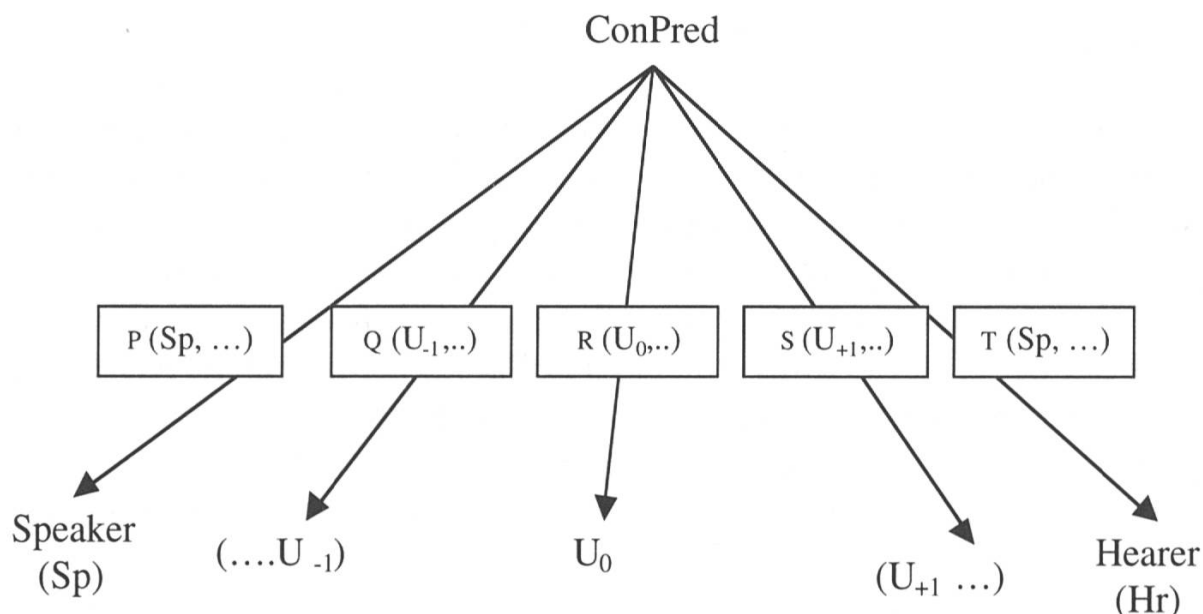 ConPred
P (Sp, …)
Q (U₋₁,..)
R (U₀,..)
S (U₊₁,..)
T (Sp, …)
Speaker
(Sp)
(….U ₋₁)
U₀
(U₊₁ …)
Hearer
(Hr)